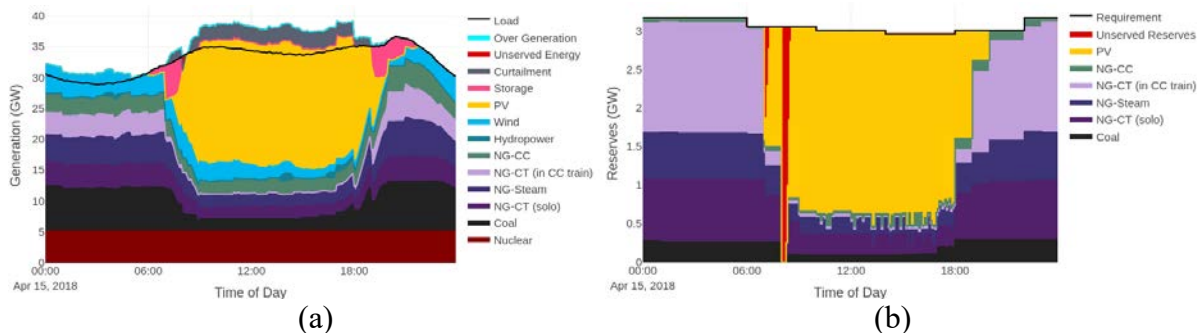 40
35
30
25
20
15
10
5
0
Generation (GW)
00:00
06:00
12:00
18:00
Apr 15, 2018
Time of Day
Load
Over Generation
Unserved Energy
Curtailment
Storage
PV
Wind
Hydropower
NG-CC
NG-CT (in CC train)
NG-Steam
NG-CT (solo)
Coal
Nuclear
(a)
3
2.5
2
1.5
1
0.5
0
Reserves (GW)
00:00
06:00
12:00
18:00
Apr 15, 2018
Time of Day
Requirement
Unserved Reserves
PV
NG-CC
NG-CT (in CC train)
NG-Steam
NG-CT (solo)
Coal
(b)